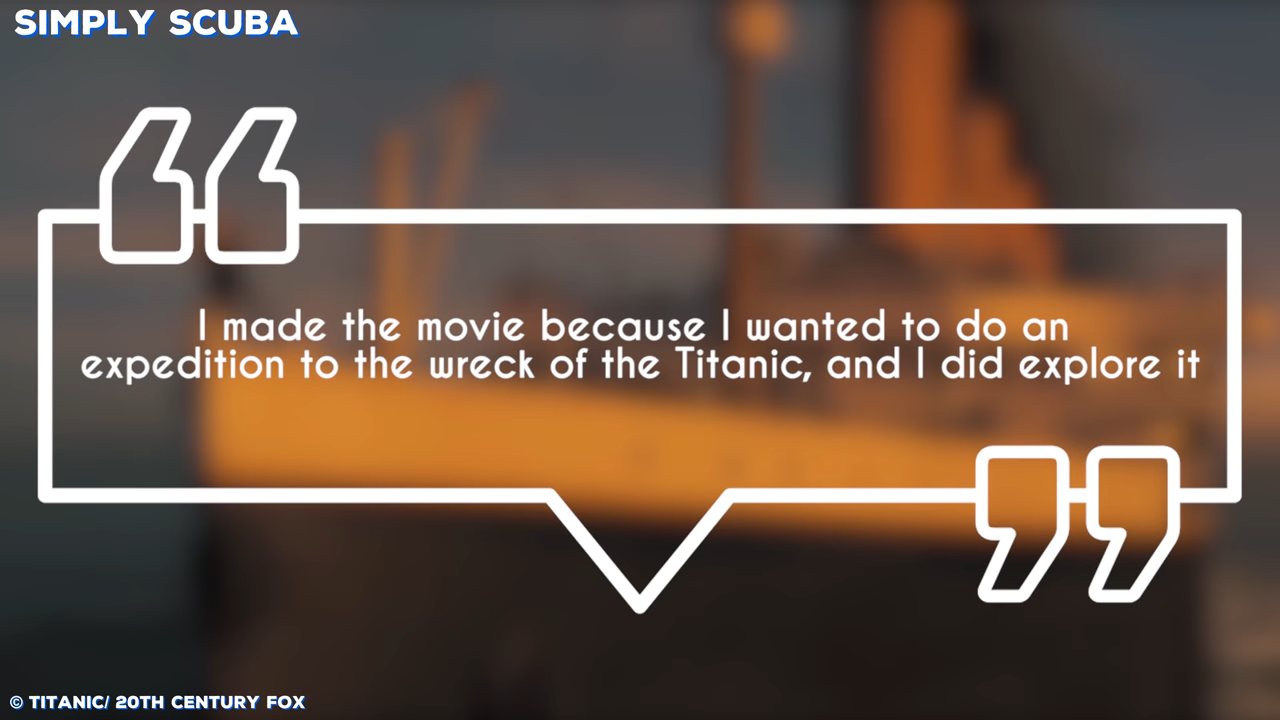 SIMPLY SCUBA
I made the movie because I wanted to do an
expedition to the wreck of the Titanic, and I did explore it
© TITANIC/ 20TH CENTURY FOX